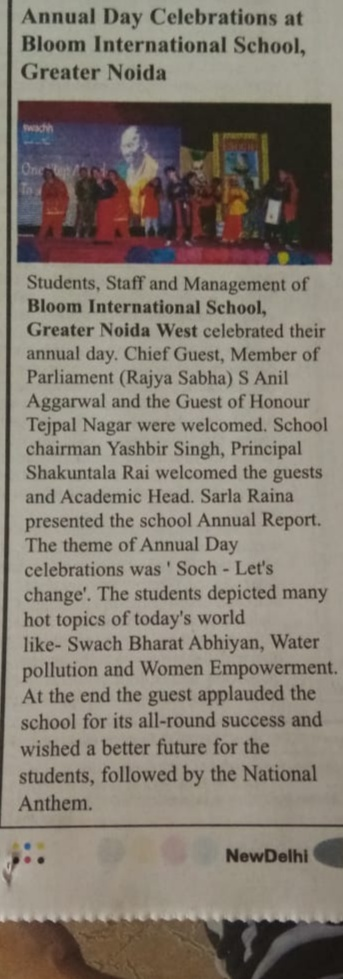 Annual Day Celebrations at
Bloom International School,
Greater Noida
swachh
Students, Staff and Management of
Bloom International School,
Greater Noida West celebrated their
annual day. Chief Guest, Member of
Parliament (Rajya Sabha) S Anil
Aggarwal and the Guest of Honour
Tejpal Nagar were welcomed. School
chairman Yashbir Singh, Principal
Shakuntala Rai welcomed the guests
and Academic Head. Sarla Raina
presented the school Annual Report.
The theme of Annual Day
celebrations was ' Soch - Let's
change'. The students depicted many
hot topics of today's world
like- Swach Bharat Abhiyan, Water
pollution and Women Empowerment.
At the end the guest applauded the
school for its all-round success and
wished a better future for the
students, followed by the National
Anthem.
NewDelhi